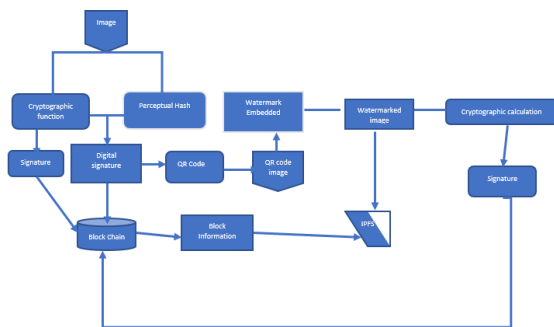 Image
Cryptographic
function
Perceptual Hash
Watermark
Embedded
Watermarked
image
Cryptographic calculation
Signature
Digital
signature
QR Code
QR code
image
Signature
Block Chain
Block
Information
IPFS